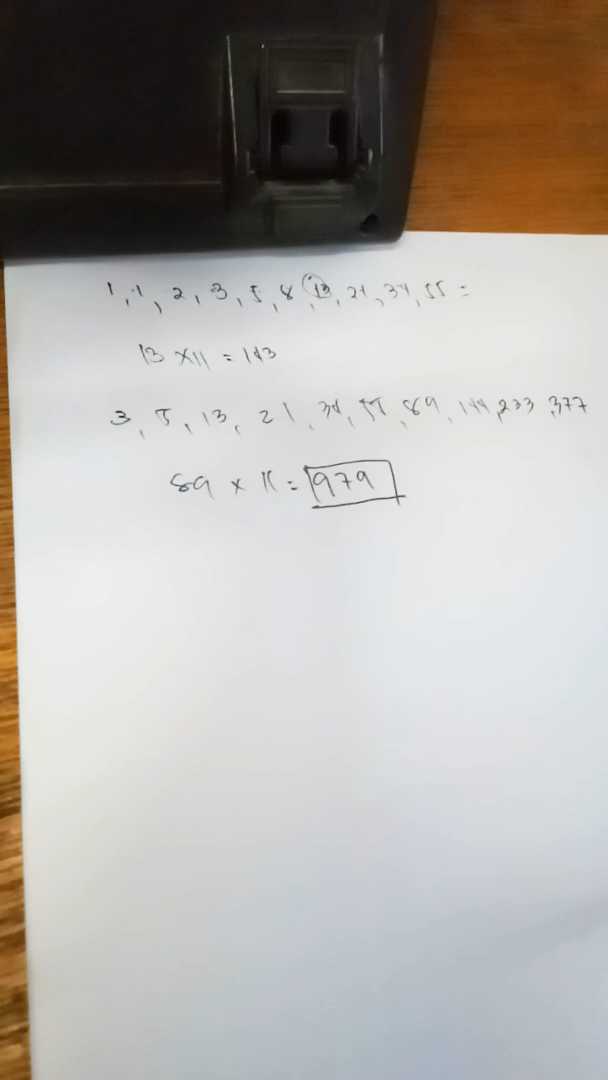 1, 1, 2, 3, 5, 8, 13, 21, 34, 55 =
13 x 11 = 143
3, 5, 13, 21, 34, 55, 89, 144, 233, 377
89 x 11 = 979